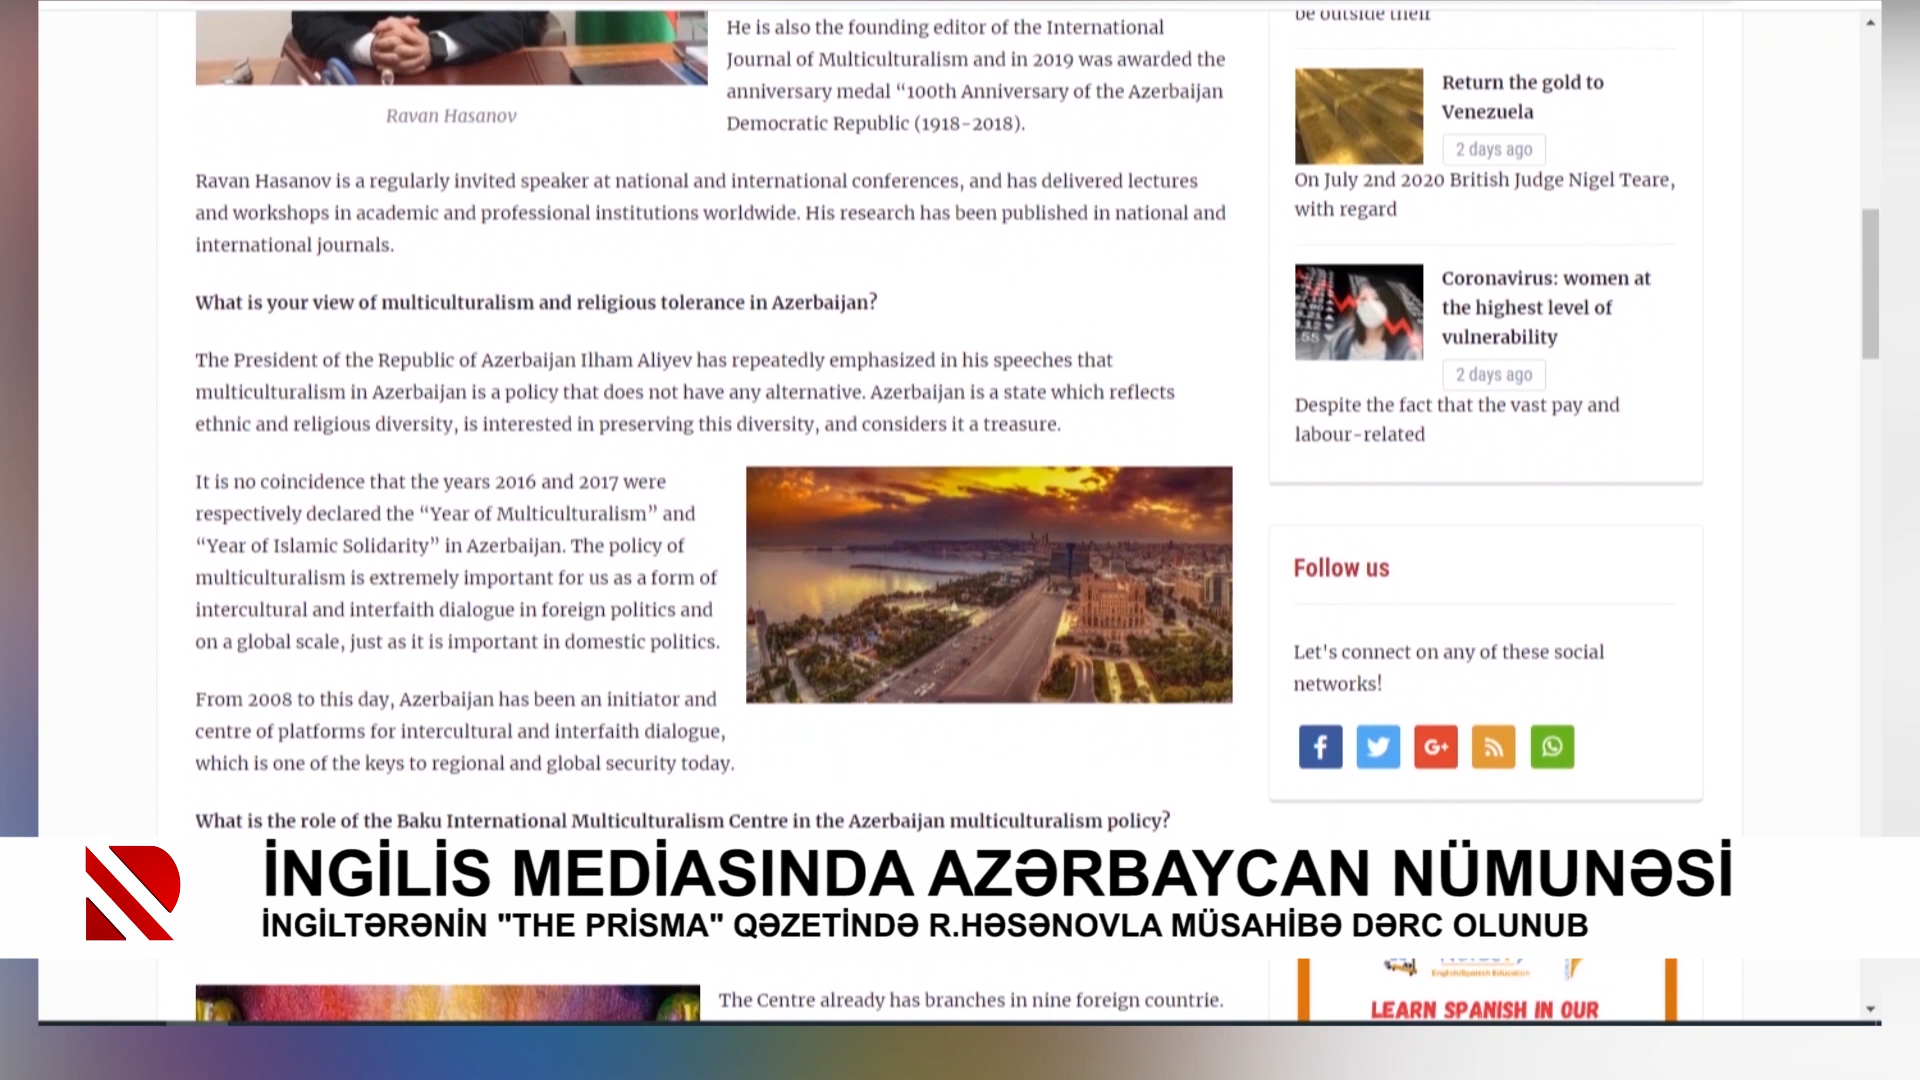 He is also the founding editor of the International
Journal of Multiculturalism and in 2019 was awarded the
anniversary medal “100th Anniversary of the Azerbaijan
Democratic Republic (1918-2018).
Ravan Hasanov
Ravan Hasanov is a regularly invited speaker at national and international conferences, and has delivered lectures
and workshops in academic and professional institutions worldwide. His research has been published in national and
international journals.
What is your view of multiculturalism and religious tolerance in Azerbaijan?
The President of the Republic of Azerbaijan Ilham Aliyev has repeatedly emphasized in his speeches that
multiculturalism in Azerbaijan is a policy that does not have any alternative. Azerbaijan is a state which reflects
ethnic and religious diversity, is interested in preserving this diversity, and considers it a treasure.
It is no coincidence that the years 2016 and 2017 were
respectively declared the “Year of Multiculturalism” and
“Year of Islamic Solidarity” in Azerbaijan. The policy of
multiculturalism is extremely important for us as a form of
intercultural and interfaith dialogue in foreign politics and
on a global scale, just as it is important in domestic politics.
From 2008 to this day, Azerbaijan has been an initiator and
centre of platforms for intercultural and interfaith dialogue,
which is one of the keys to regional and global security today.
What is the role of the Baku International Multiculturalism Centre in the Azerbaijan multiculturalism policy?
The Centre already has branches in nine foreign countrie.
be outside their
Return the gold to
Venezuela
2 days ago
On July 2nd 2020 British Judge Nigel Teare,
with regard
Coronavirus: women at
the highest level of
vulnerability
2 days ago
Despite the fact that the vast pay and
labour-related
Follow us
Let's connect on any of these social
networks!
G+
English/Spanish Education
LEARN SPANISH IN OUR
İNGİLİS MEDİASINDA AZƏRBAYCAN NÜMUNƏSİ
İNGİLTƏRƏNİN "THE PRİSMA" QƏZETİNDƏ R.HƏSƏNOVLA MÜSAHİBƏ DƏRC OLUNUB